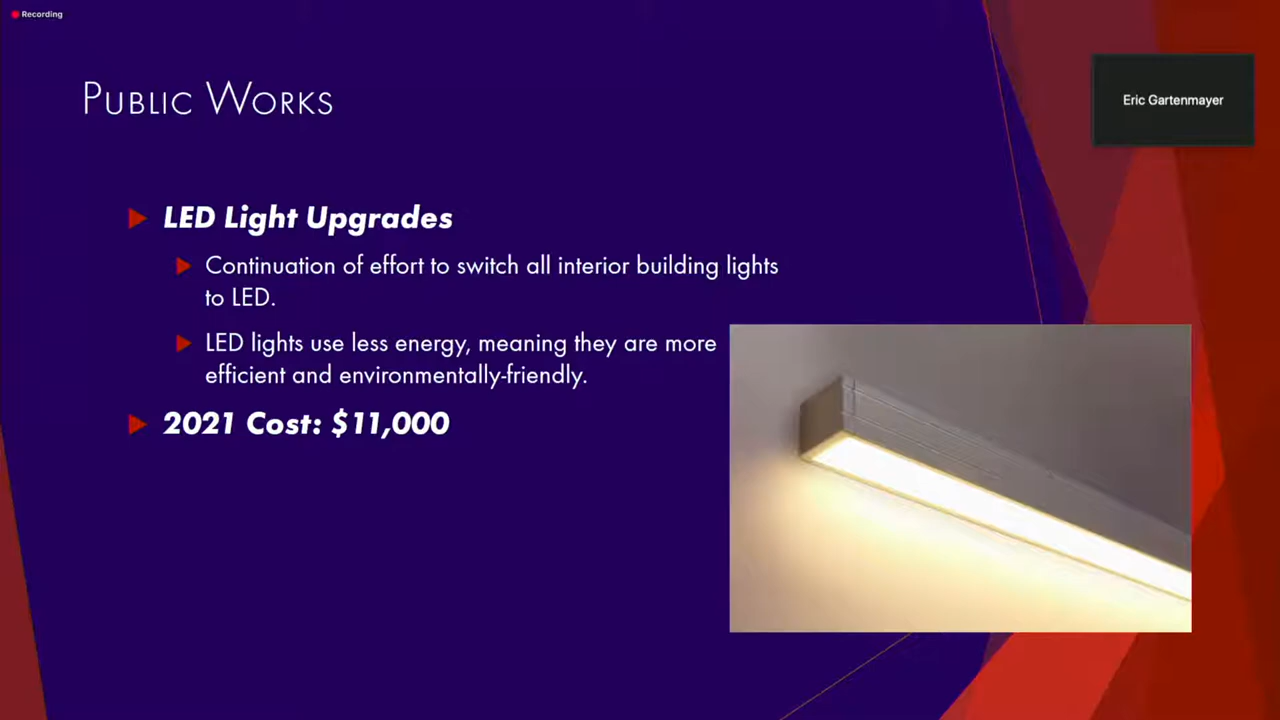 Recording
Public Works
Eric Gartenmayer
LED Light Upgrades
Continuation of effort to switch all interior building lights
to LED.
LED lights use less energy, meaning they are more
efficient and environmentally-friendly.
2021 Cost: $11,000